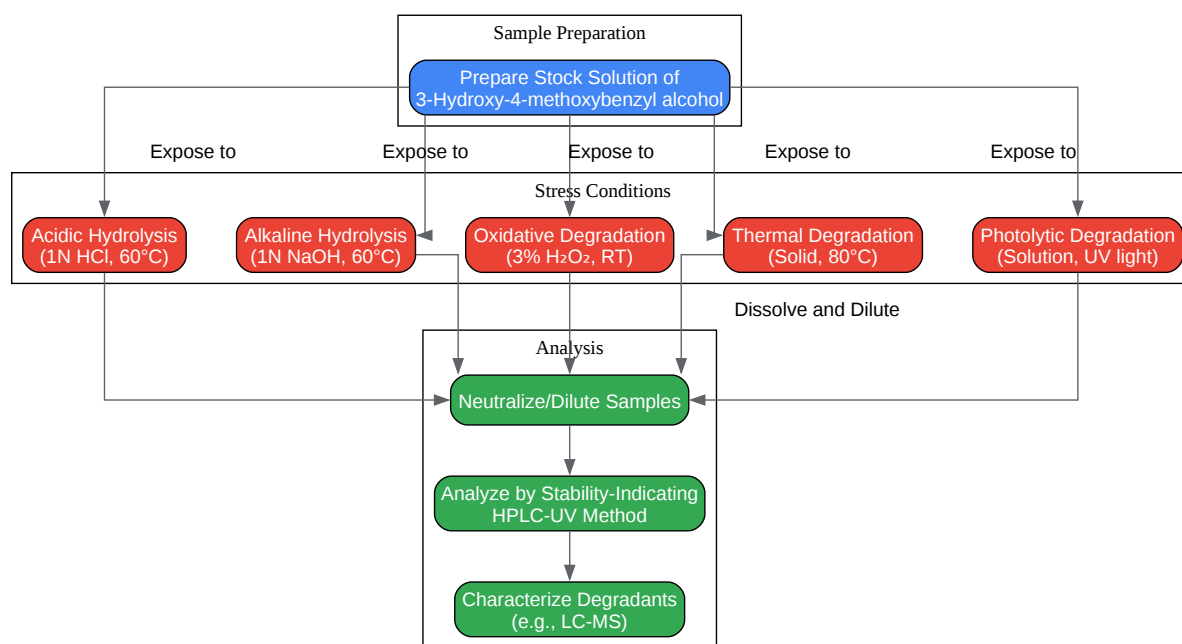 Sample Preparation
Prepare Stock Solution of
3-Hydroxy-4-methoxybenzyl alcohol
Expose to
Expose to
Expose to
Expose to
Expose to
Stress Conditions
Acidic Hydrolysis
(1N HCl, 60°C)
Alkaline Hydrolysis
(1N NaOH, 60°C)
Oxidative Degradation
(3% H₂O₂, RT)
Thermal Degradation
(Solid, 80°C)
Photolytic Degradation
(Solution, UV light)
Dissolve and Dilute
Analysis
Neutralize/Dilute Samples
Analyze by Stability-Indicating
HPLC-UV Method
Characterize Degradants
(e.g., LC-MS)